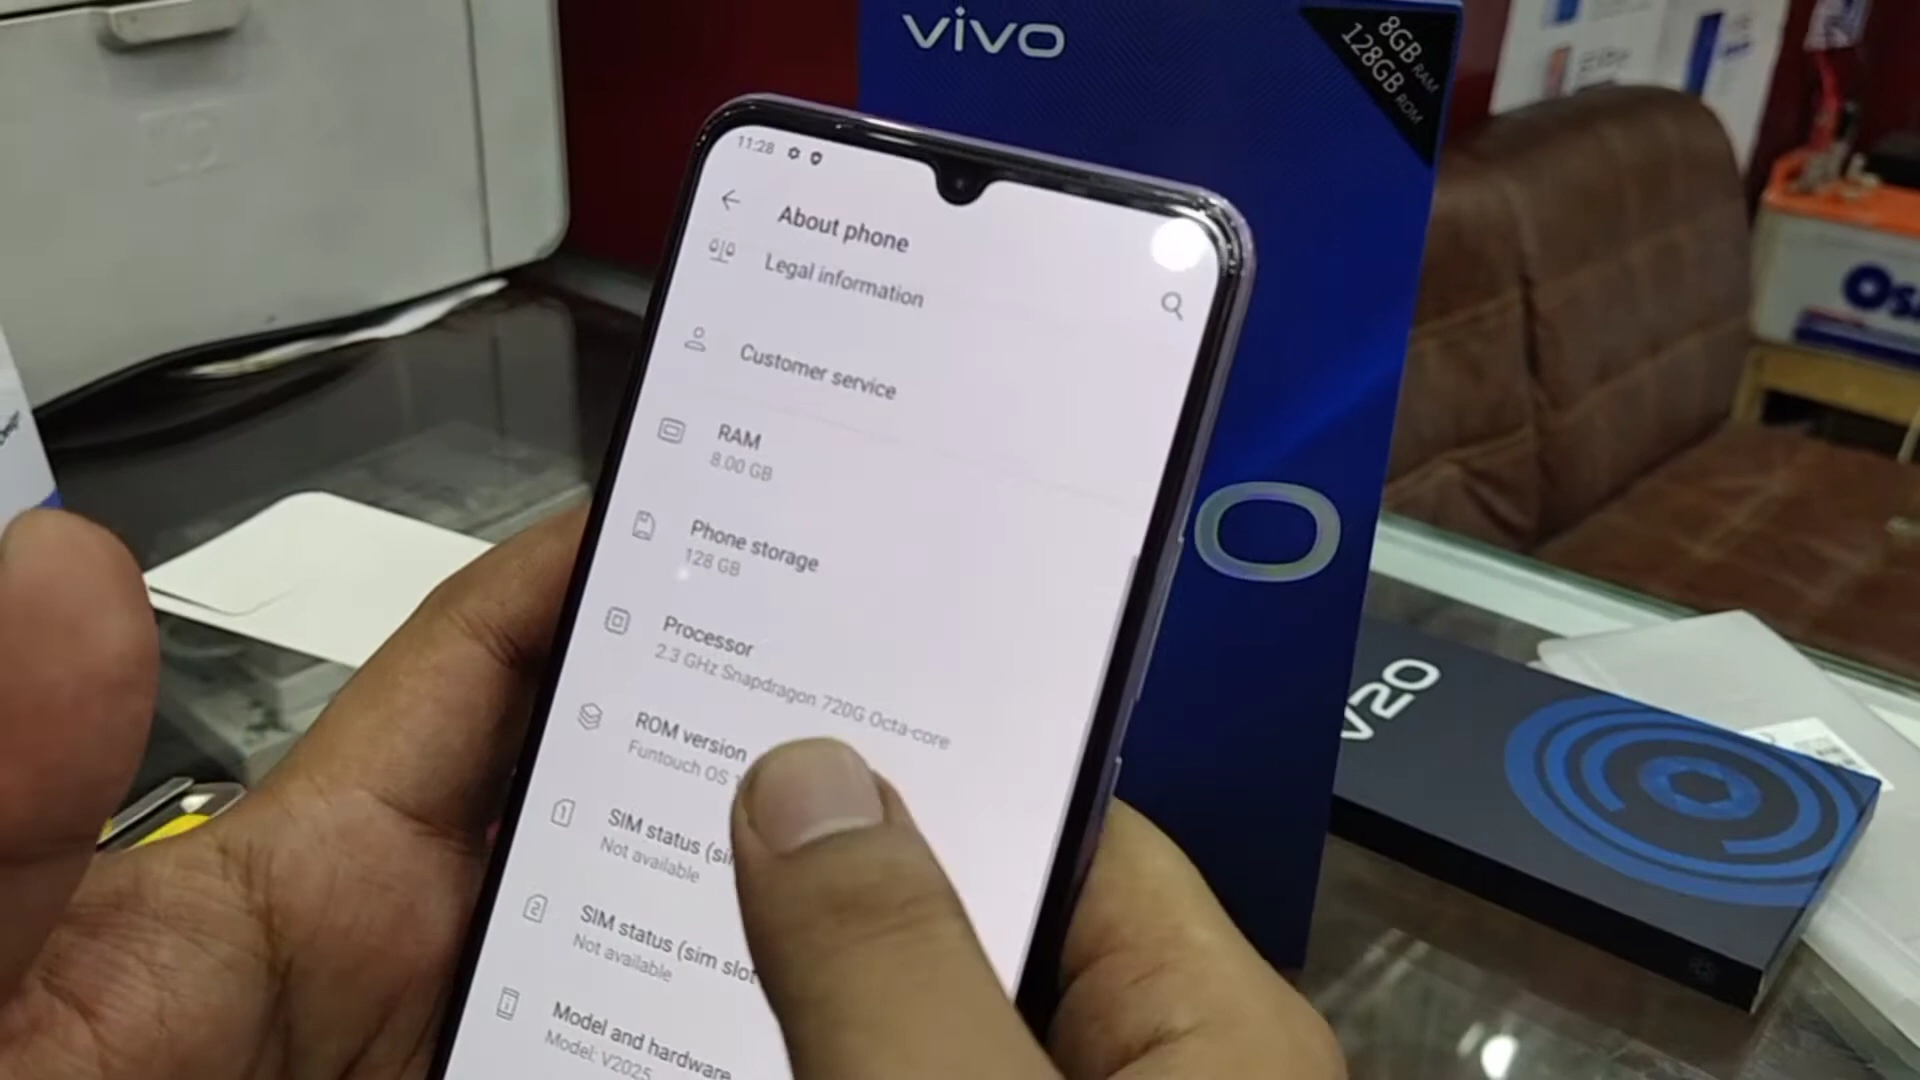 vivo
8GB RAM
128GB ROM
11:28
About phone
Legal information
Customer service
RAM
8.00 GB
Phone storage
128 GB
Processor
2.3 GHz Snapdragon 720G Octa-core
ROM version
Funtouch OS
SIM status
Not available
SIM status (sim slot
Not available
Model and hardware
Model: V2025
V20